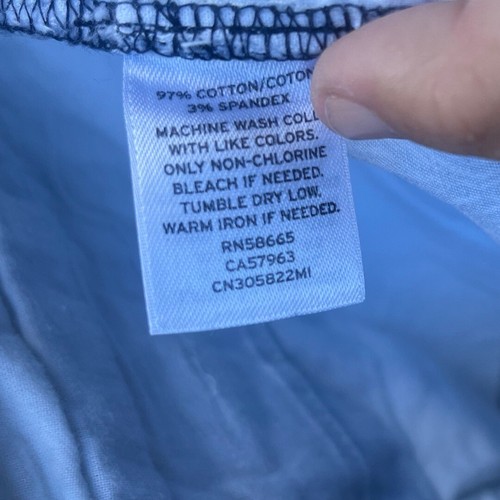 97% COTTON/COTON
3% SPANDEX
MACHINE WASH COLD
WITH LIKE COLORS.
ONLY NON-CHLORINE
BLEACH IF NEEDED.
TUMBLE DRY LOW.
WARM IRON IF NEEDED.
RN58665
CA57963
CN305822MI